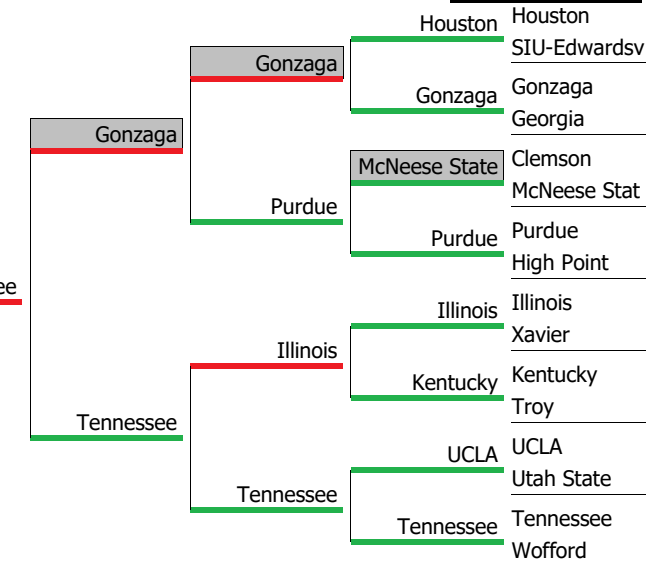 Houston
Houston
SIU-Edwardsv
Gonzaga
Gonzaga
Gonzaga
Georgia
Gonzaga
McNeese State
Clemson
McNeese Stat
Purdue
Purdue
Purdue
High Point
ee
Illinois
Illinois
Xavier
Illinois
Kentucky
Kentucky
Troy
Tennessee
UCLA
UCLA
Utah State
Tennessee
Tennessee
Tennessee
Wofford